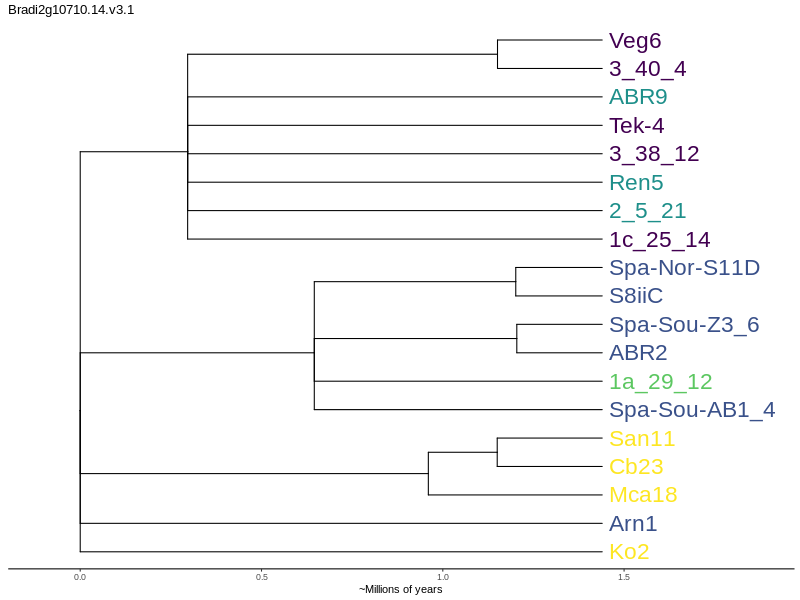 Bradi2g10710.14.v3.1
Veg6
3_40_4
ABR9
Tek-4
3_38_12
Ren5
2_5_21
1c_25_14
Spa-Nor-S11D
S8iiC
Spa-Sou-Z3_6
ABR2
1a_29_12
Spa-Sou-AB1_4
San11
Cb23
Mca18
Arn1
Ko2
0.0 0.5 1.0 1.5
~Millions of years